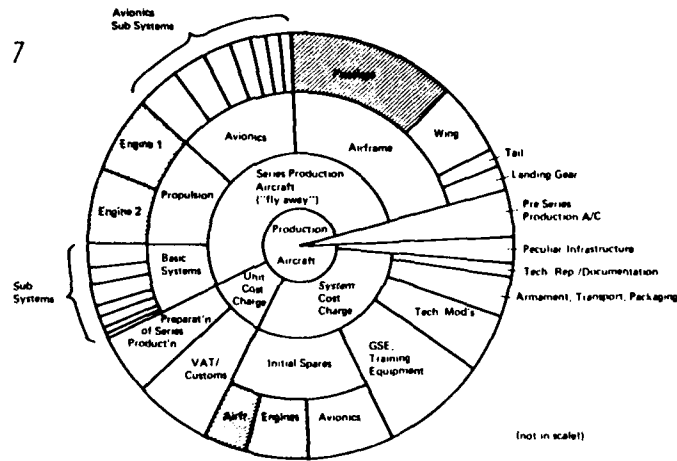 7
Avionics
Sub Systems
Fuselage
Wing
Tail
Landing Gear
Pre Series
Production A/C
Peculiar Infrastructure
Tech. Rep /Documentation
Armament, Transport, Packaging
Engine 1
Avionics
Airframe
Engine 2
Propulsion
Series Production
Aircraft
("fly away")
Production
Aircraft
Basic
Systems
Sub
Systems
Unit
Cost
Charge
System
Cost
Charge
Tech Mod's
Preparat'n
of Series
Product'n
VAT/
Customs
Initial Spares
GSE,
Training
Equipment
Airfr
Engines
Avionics
(not in scale!)